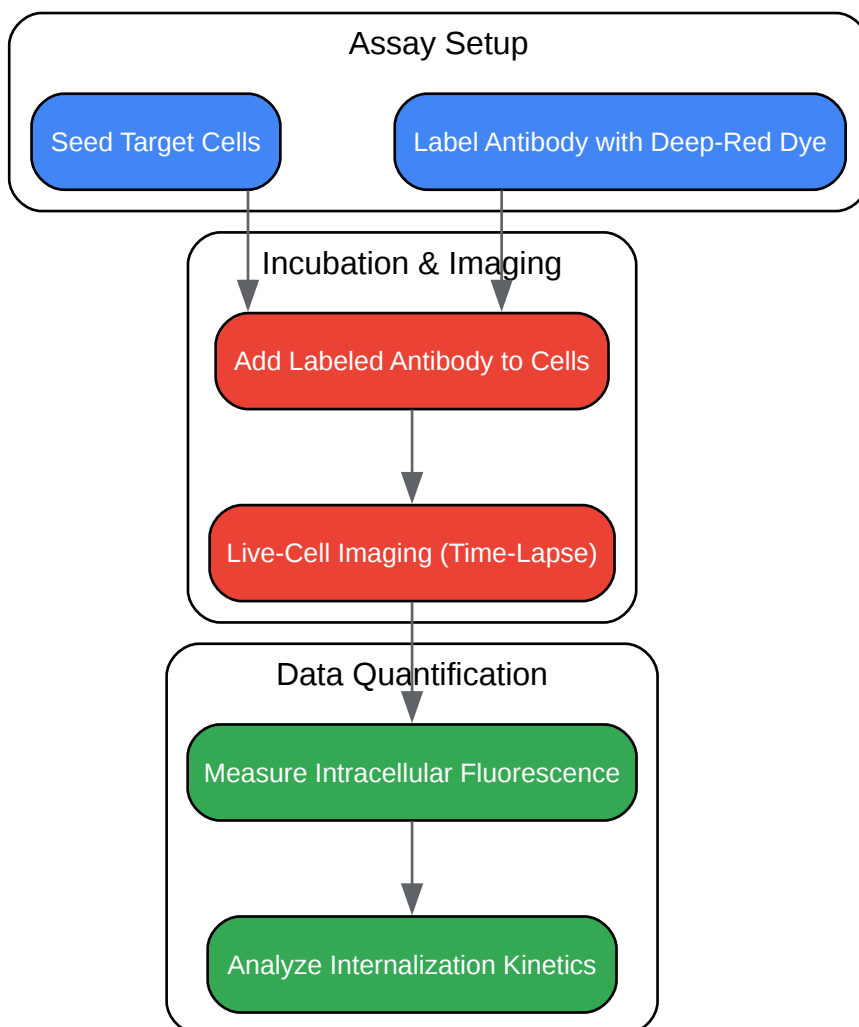 Assay Setup
Seed Target Cells
Label Antibody with Deep-Red Dye
Incubation & Imaging
Add Labeled Antibody to Cells
Live-Cell Imaging (Time-Lapse)
Data Quantification
Measure Intracellular Fluorescence
Analyze Internalization Kinetics